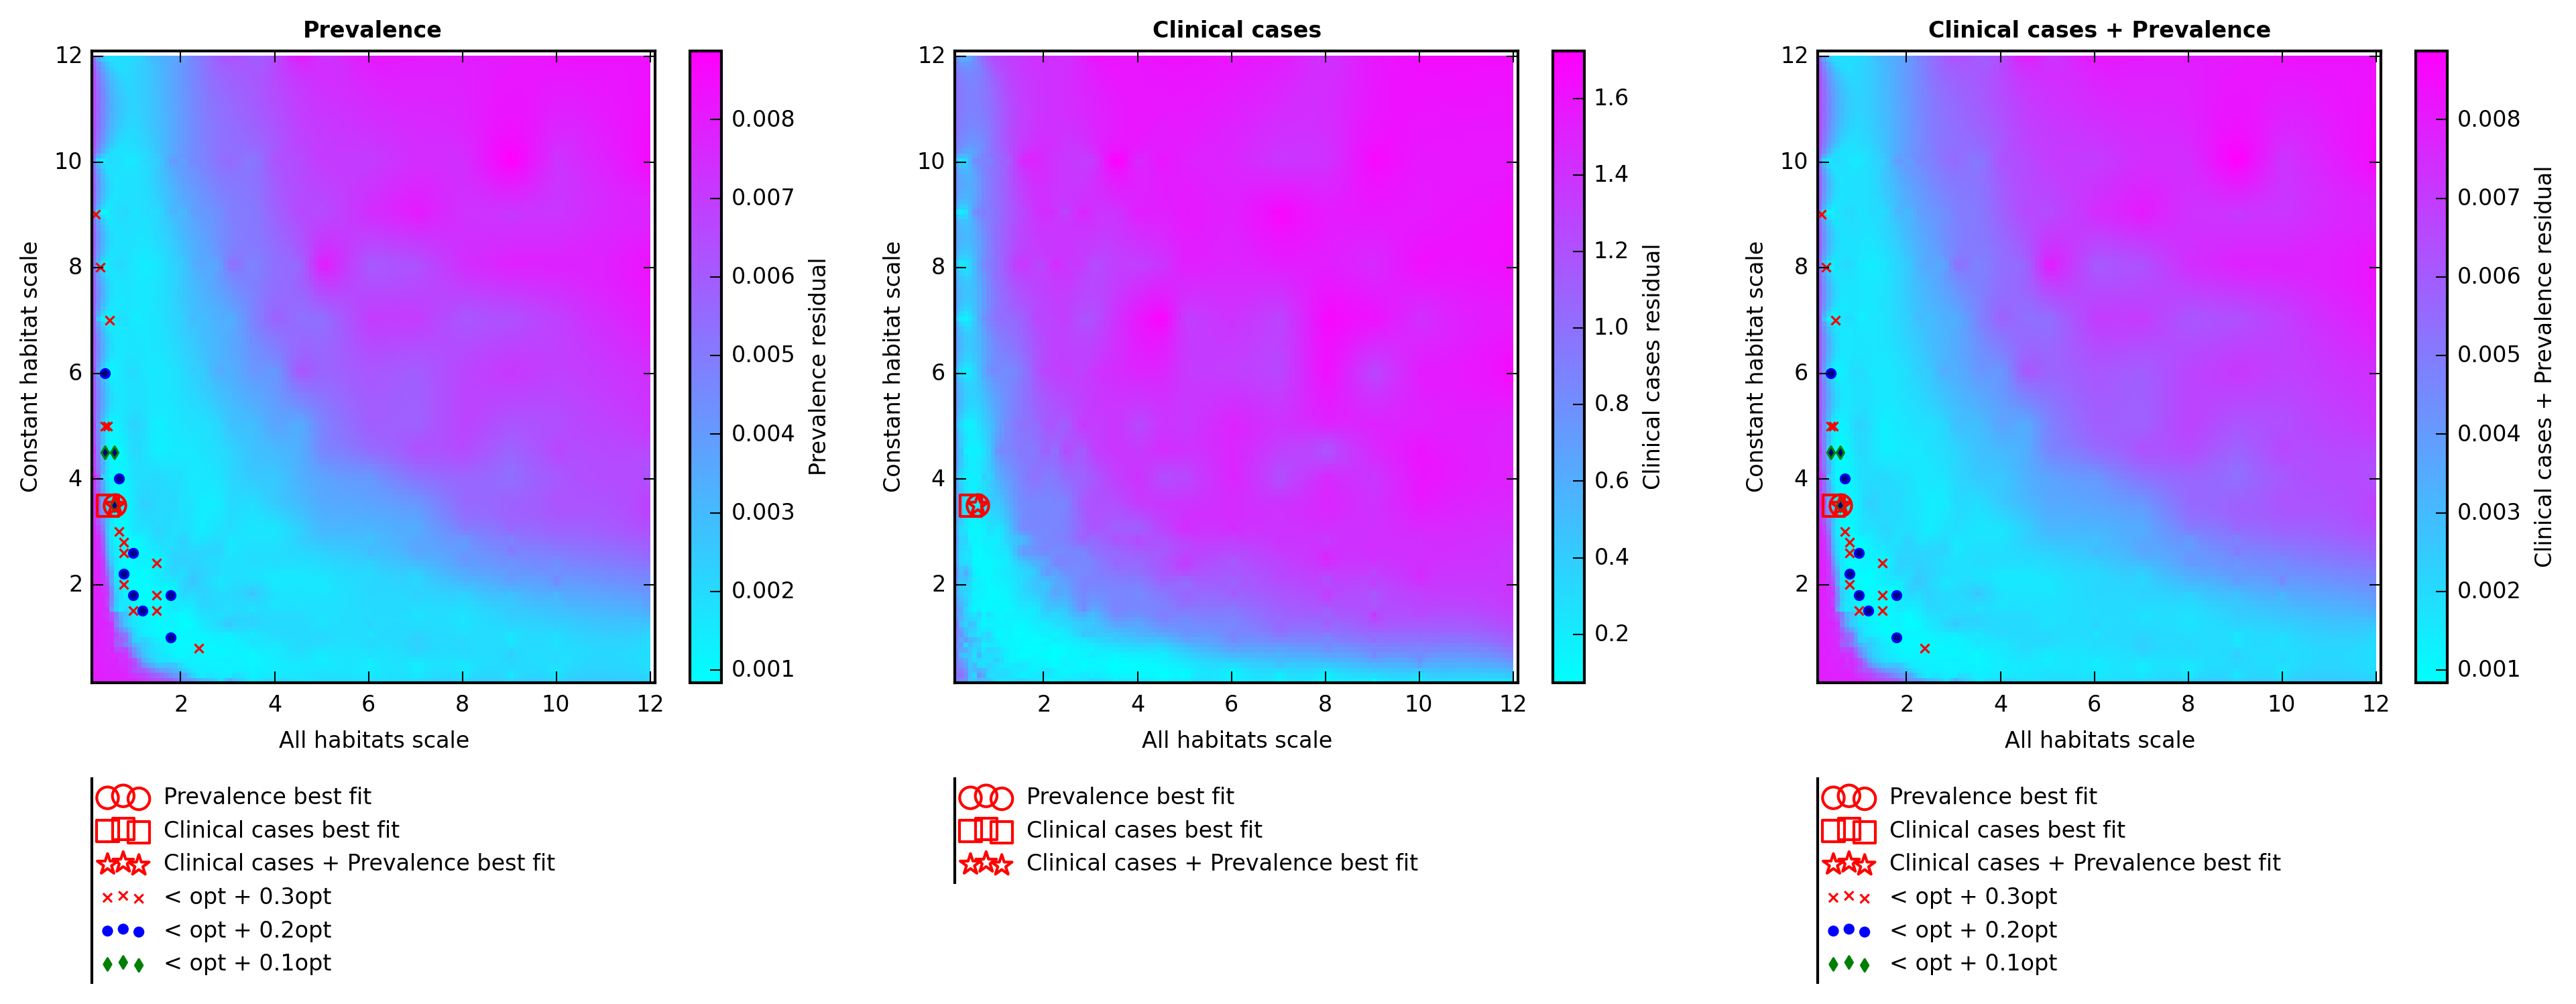 Prevalence
12
10
8
6
4
2
Constant habitat scale
2
4
6
8
10
12
All habitats scale
0.008
0.007
0.006
0.005
0.004
0.003
0.002
0.001
Prevalence residual
Prevalence best fit
Clinical cases best fit
Clinical cases + Prevalence best fit
< opt + 0.3opt
< opt + 0.2opt
< opt + 0.1opt
Clinical cases
12
10
8
6
4
2
Constant habitat scale
2
4
6
8
10
12
All habitats scale
1.6
1.4
1.2
1.0
0.8
0.6
0.4
0.2
Clinical cases residual
Prevalence best fit
Clinical cases best fit
Clinical cases + Prevalence best fit
Clinical cases + Prevalence
12
10
8
6
4
2
Constant habitat scale
2
4
6
8
10
12
All habitats scale
0.008
0.007
0.006
0.005
0.004
0.003
0.002
0.001
Clinical cases + Prevalence residual
Prevalence best fit
Clinical cases best fit
Clinical cases + Prevalence best fit
< opt + 0.3opt
< opt + 0.2opt
< opt + 0.1opt